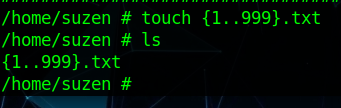 /home/suzen # touch {1..999}.txt
/home/suzen # ls
{1..999}.txt
/home/suzen #